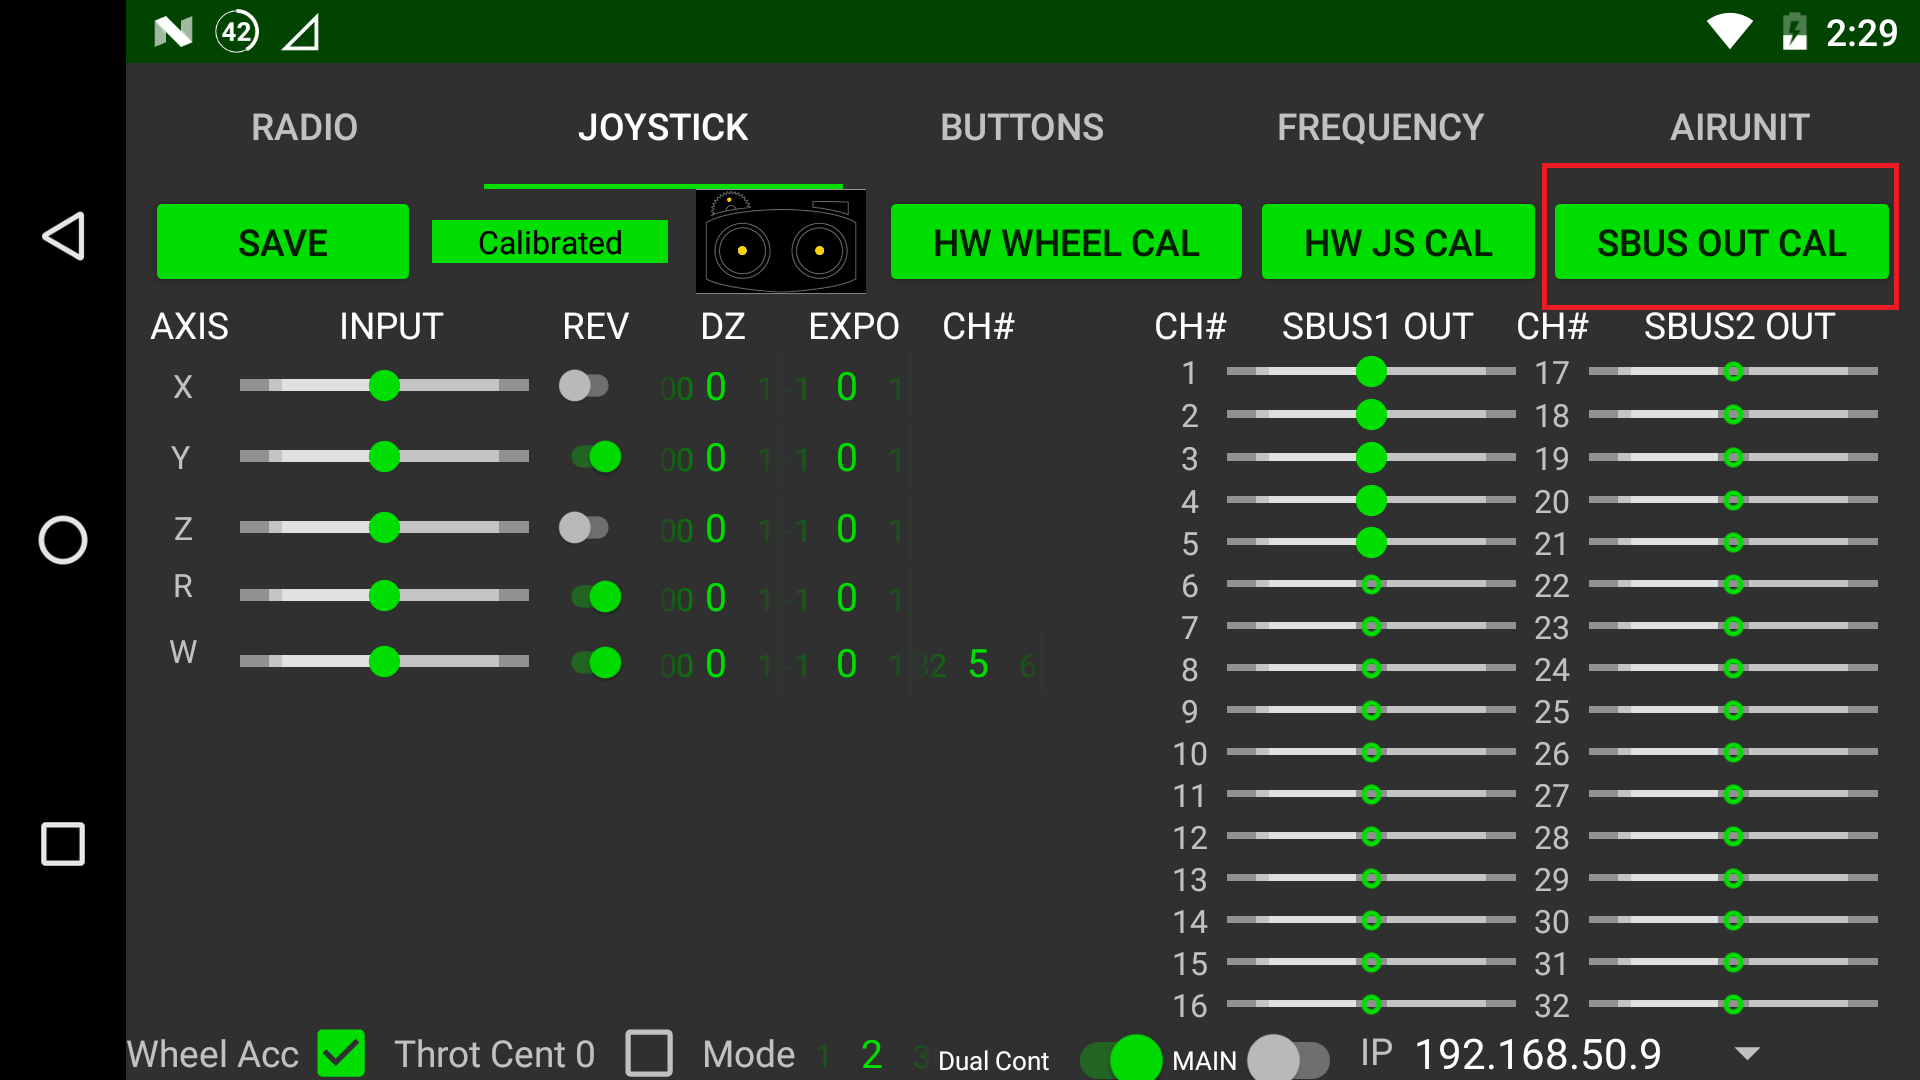 42 2:29
RADIO JOYSTICK BUTTONS FREQUENCY AIRUNIT
SAVE Calibrated HW WHEEL CAL HW JS CAL SBUS OUT CAL
AXIS INPUT REV DZ EXPO CH# CH# SBUS1 OUT CH# SBUS2 OUT
X 00 0 1 -1 0 1
Y 00 0 1 -1 0 1
Z 00 0 1 -1 0 1
R 00 0 1 -1 0 1
W 00 0 1 -1 0 1 32 5 6
1 17
2 18
3 19
4 20
5 21
6 22
7 23
8 24
9 25
10 26
11 27
12 28
13 29
14 30
15 31
16 32
Wheel Acc Throt Cent 0 Mode 1 2 3 Dual Cont MAIN IP 192.168.50.9